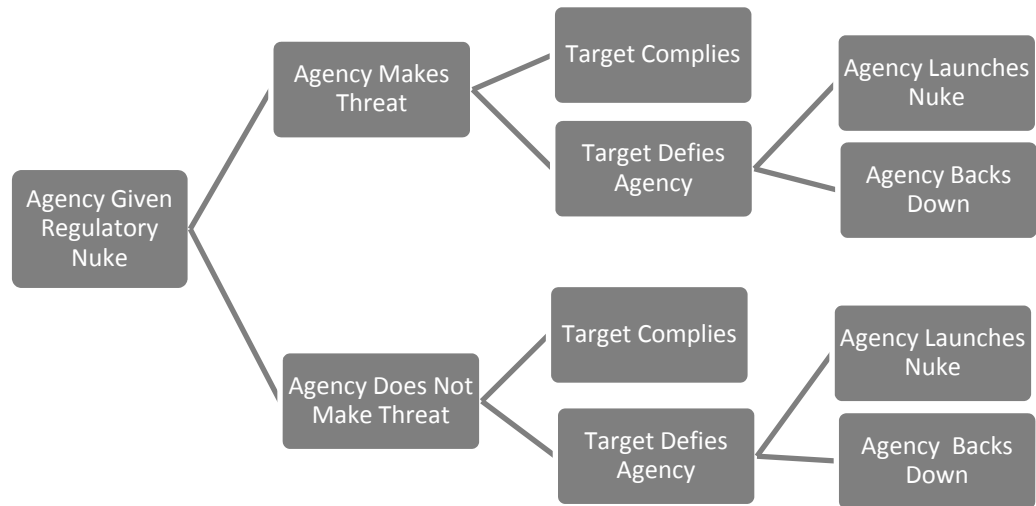 Agency Given
Regulatory
Nuke
Agency Makes
Threat
Target Complies
Target Defies
Agency
Agency Launches
Nuke
Agency Backs
Down
Agency Does Not
Make Threat
Target Complies
Target Defies
Agency
Agency Launches
Nuke
Agency  Backs
Down